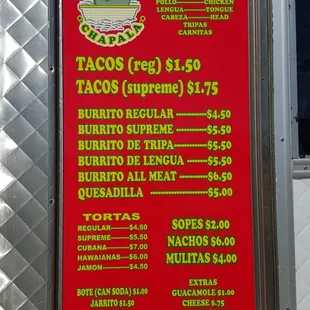 CHAPALA
POLLO----------CHICKEN
LENGUA--------TONGUE
CABEZA--------HEAD
TRIPAS
CARNITAS
TACOS (reg) $1.50
TACOS (supreme) $1.75
BURRITO REGULAR ----------$4.50
BURRITO SUPREME ----------$5.50
BURRITO DE TRIPA----------$5.50
BURRITO DE LENGUA --------$5.50
BURRITO ALL MEAT ---------$6.50
QUESADILLA ---------------$5.00
TORTAS
REGULAR------$4.50
SUPREME------$5.50
CUBANA-------$7.00
HAWAIANAS----$6.00
JAMON--------$4.50
SOPES $2.00
NACHOS $6.00
MULITAS $4.00
BOTE (CAN SODA) $1.00
JARRITO $1.50
EXTRAS
GUACAMOLE $1.00
CHEESE $.75